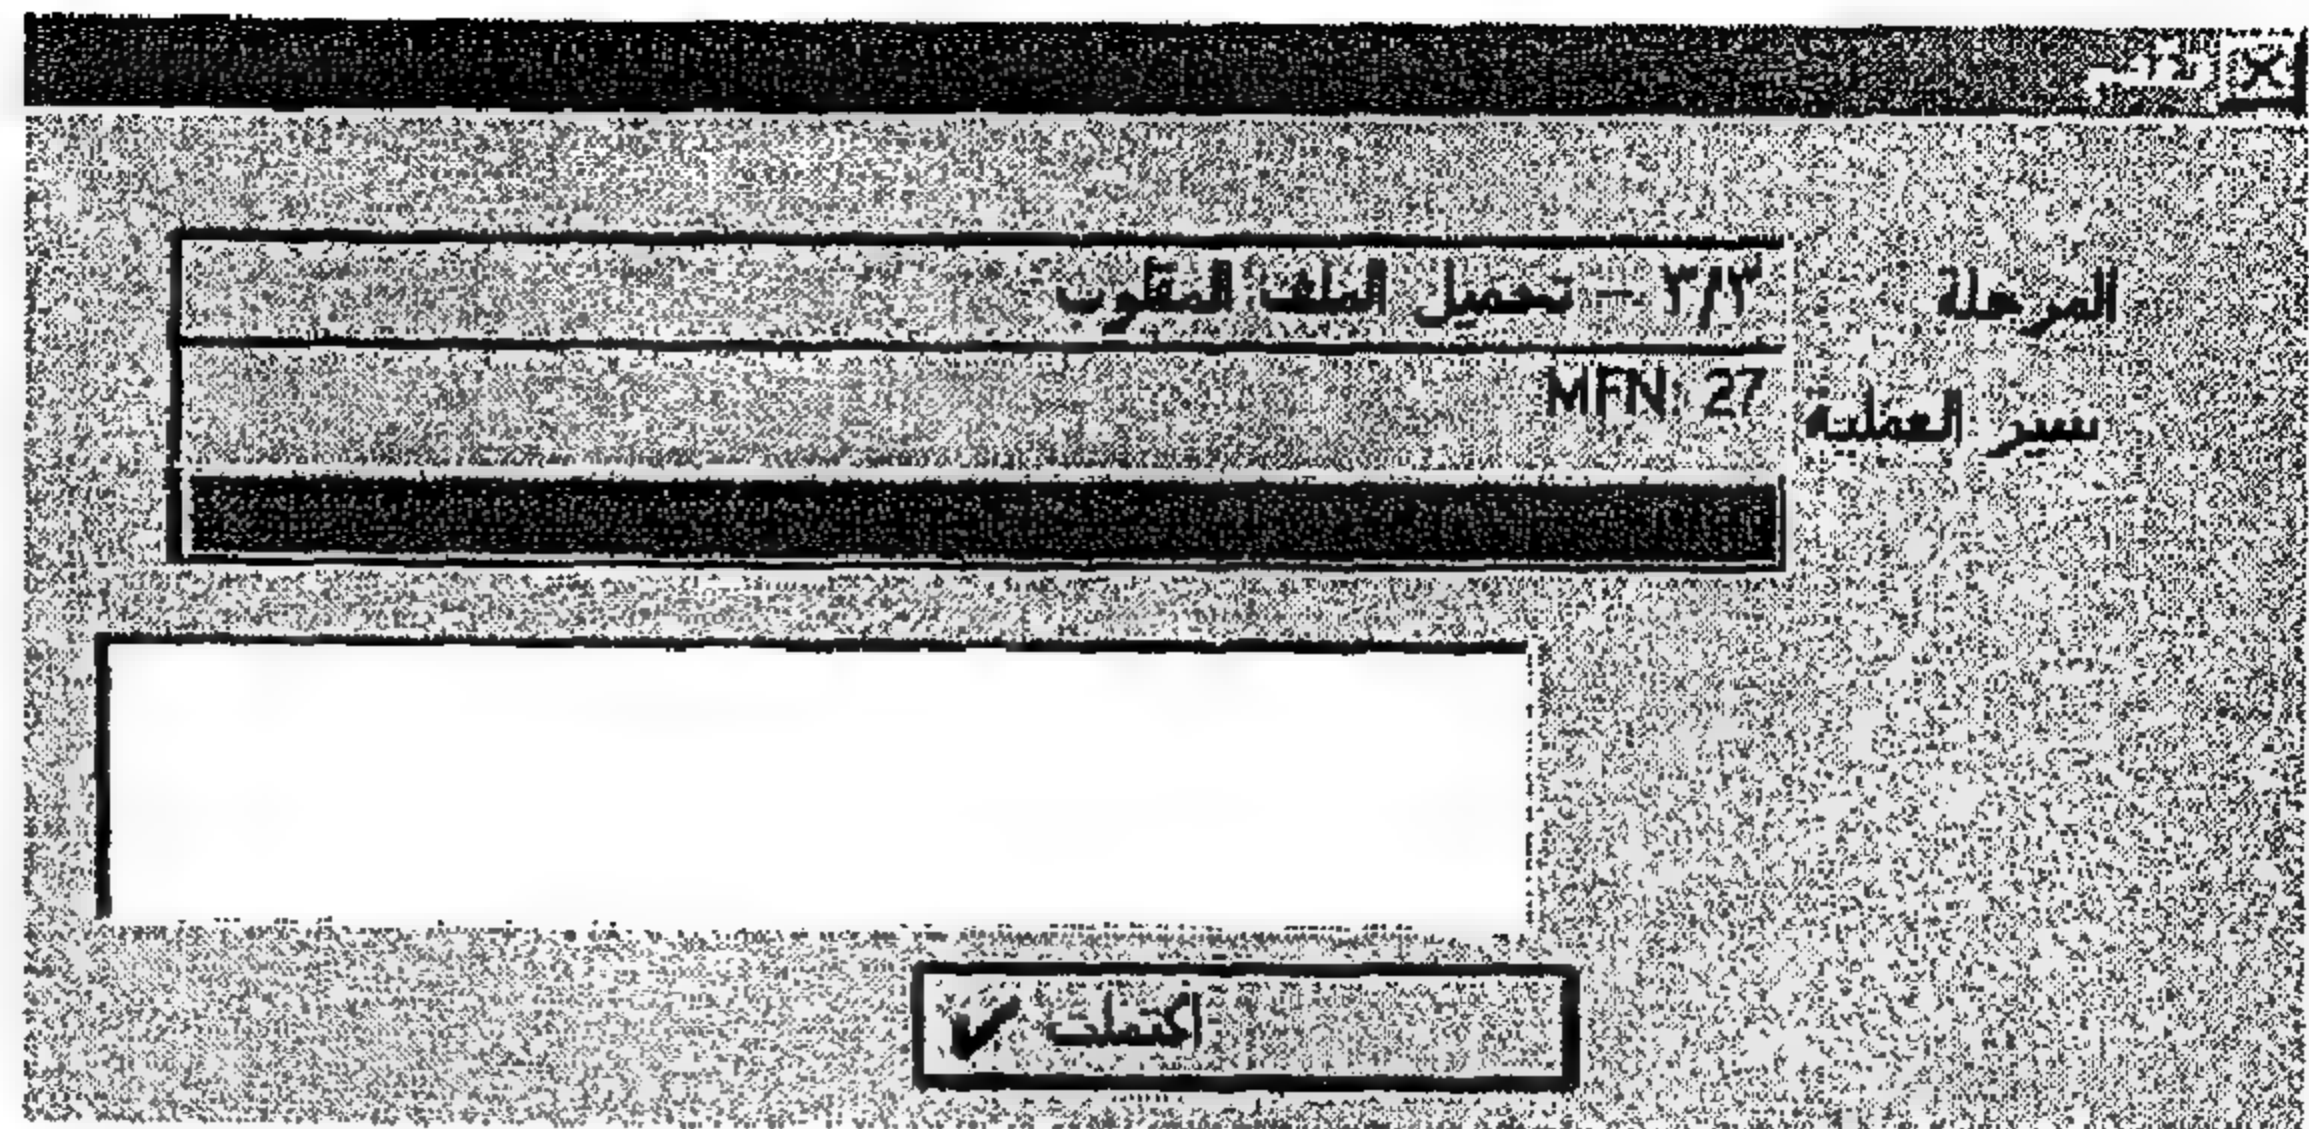 المرحلة ٣/٣ – تحميل الملف المقلوب
سير العملية MFN: 27
اكتملت